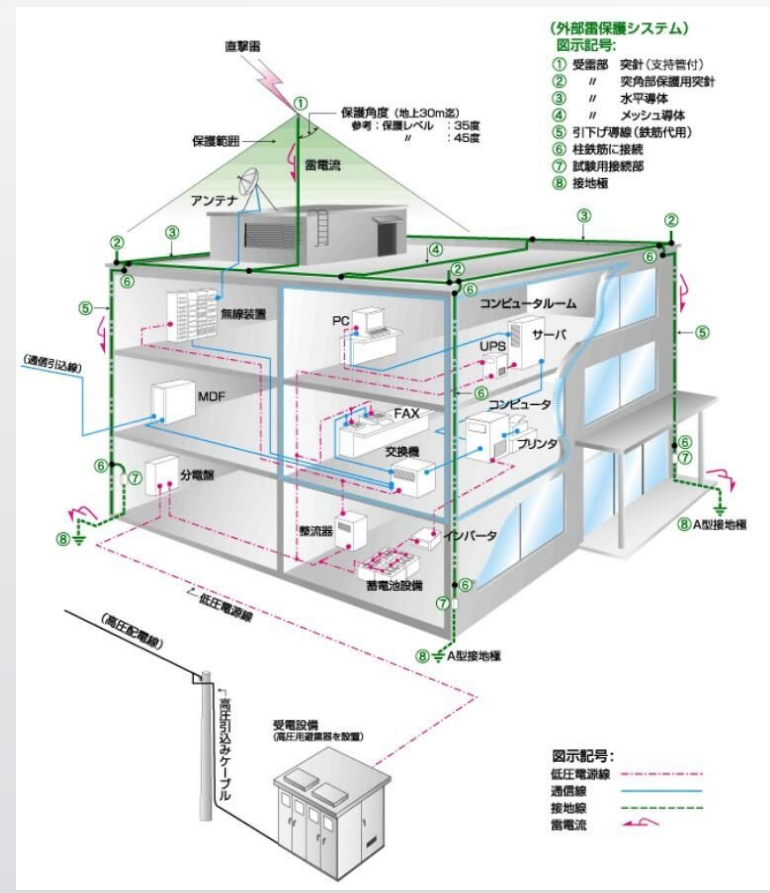 (外部雷保護システム)
図示記号:
① 受雷部 突針(支持管付)
② 〃 突角部保護用突針
③ 〃 水平導体
④ 〃 メッシュ導体
⑤ 引下げ導線(鉄筋代用)
⑥ 柱鉄筋に接続
⑦ 試験用接続部
⑧ 接地極
直撃雷
①
保護角度(地上30m迄)
参考:保護レベル :35度
〃 :45度
保護範囲
雷電流
アンテナ
②
③
④
③
②
②
⑥
⑥
⑥
⑤
⑤
無線装置
PC
コンピュータルーム
サーバ
UPS
(通信引込線)
MDF
⑥
FAX
コンピュータ
プリンタ
交換機
分電盤
⑥
⑦
⑥
⑦
⑧
⑧A型接地極
整流器
インバータ
蓄電池設備
⑥
⑦
⑧
A型接地極
低圧電源線
(高圧配電線)
高圧引込みケーブル
受電設備
(高圧用避雷器を設置)
図示記号:
低圧電源線
通信線
接地線
雷電流